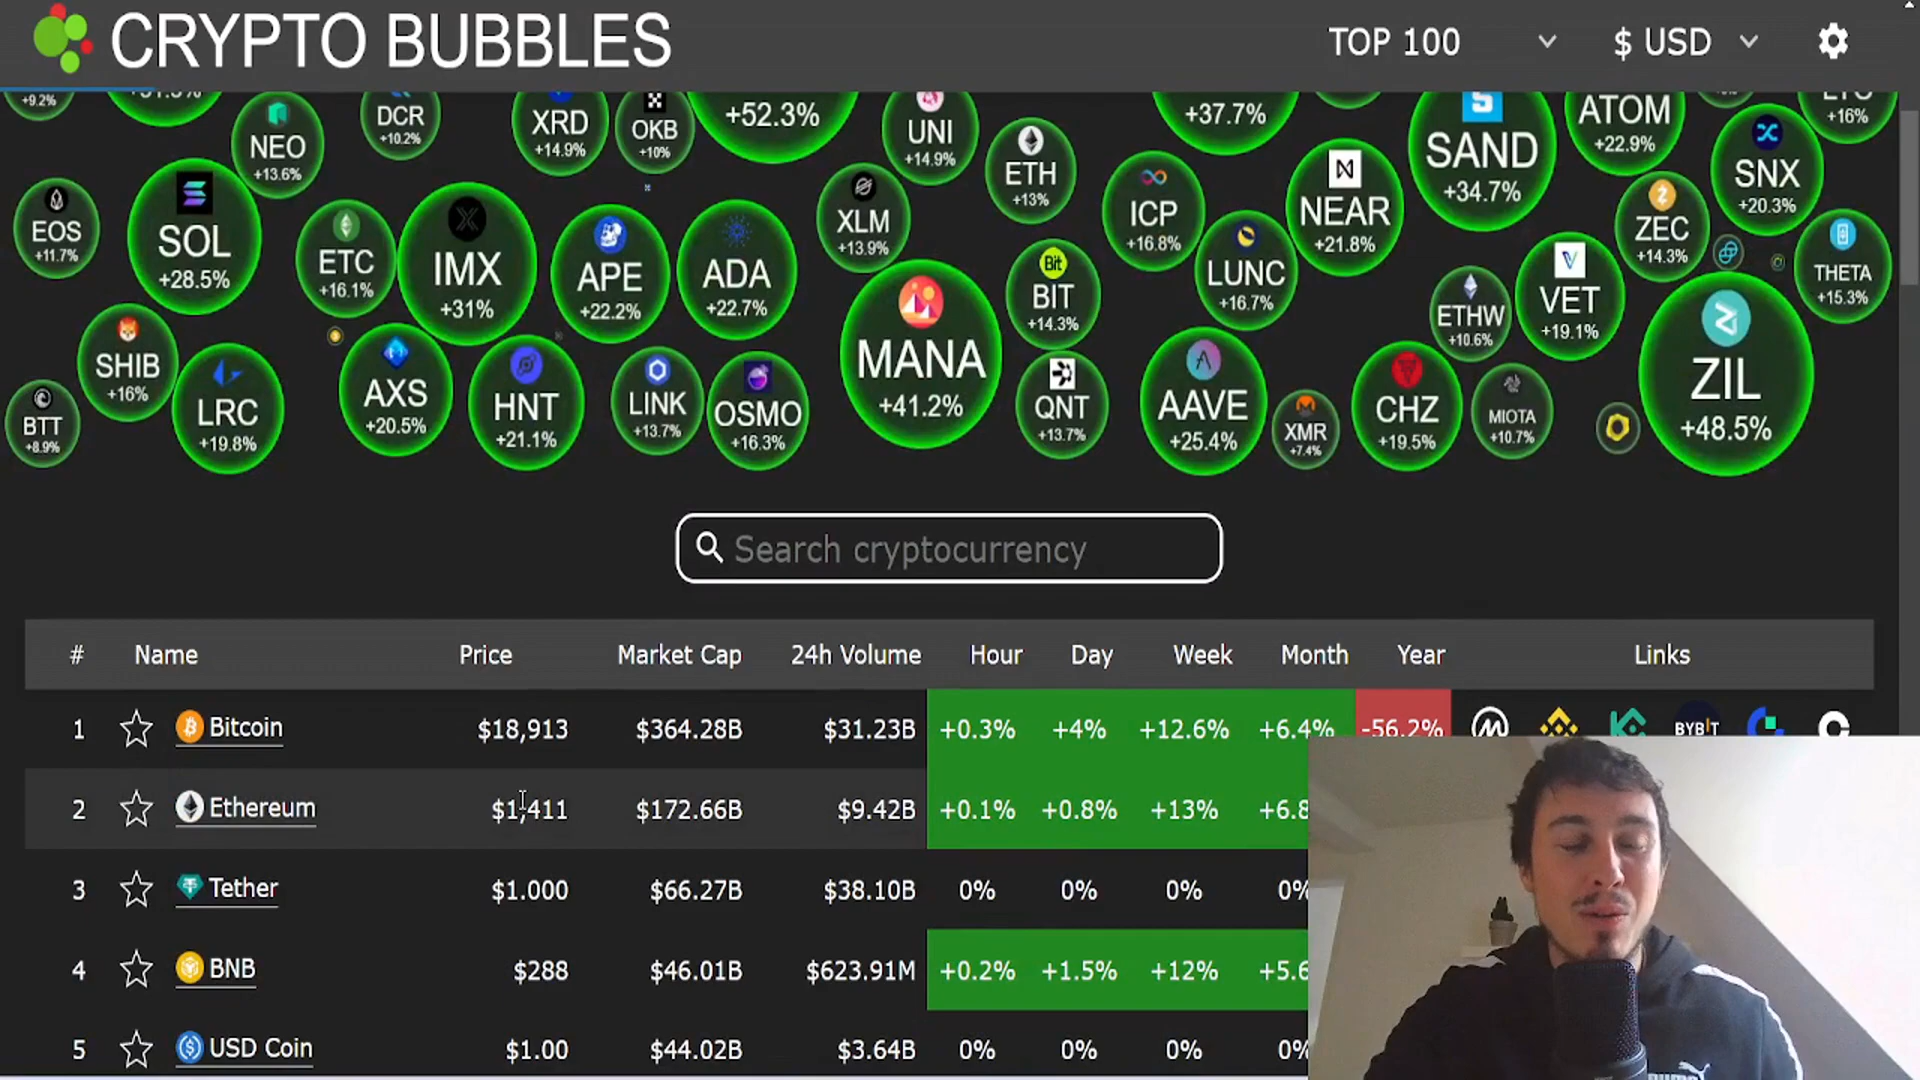 CRYPTO BUBBLES
TOP 100
$ USD
+9.2%
DCR
+10.2%
XRD
+14.9%
OKB
+10%
+52.3%
UNI
+14.9%
+37.7%
SAND
+34.7%
ATOM
+22.9%
+16%
NEO
+13.6%
ETH
+13%
SNX
+20.3%
EOS
+11.7%
SOL
+28.5%
ETC
+16.1%
IMX
+31%
APE
+22.2%
ADA
+22.7%
XLM
+13.9%
ICP
+16.8%
NEAR
+21.8%
ZEC
+14.3%
Bit
BIT
+14.3%
LUNC
+16.7%
ETHW
+10.6%
VET
+19.1%
THETA
+15.3%
SHIB
+16%
MANA
+41.2%
ZIL
+48.5%
BTT
+8.9%
LRC
+19.8%
AXS
+20.5%
HNT
+21.1%
LINK
+13.7%
OSMO
+16.3%
QNT
+13.7%
AAVE
+25.4%
XMR
+7.4%
CHZ
+19.5%
MIOTA
+10.7%
Search cryptocurrency
# Name Price Market Cap 24h Volume Hour Day Week Month Year Links
1 Bitcoin $18,913 $364.28B $31.23B +0.3% +4% +12.6% +6.4% -56.2% BYBIT
2 Ethereum $1,411 $172.66B $9.42B +0.1% +0.8% +13% +6.8
3 Tether $1.000 $66.27B $38.10B 0% 0% 0% 0%
4 BNB $288 $46.01B $623.91M +0.2% +1.5% +12% +5.6
5 USD Coin $1.00 $44.02B $3.64B 0% 0% 0% 0%